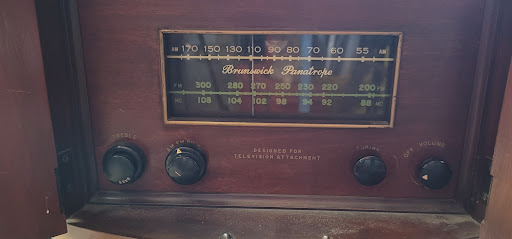 AM 170 150 130 110 90 80 70 60 55 AM
Brunswick Panatrope
FM 300 280 270 250 230 220 200 FM
MC 108 104 102 98 94 92 88 MC
TREBLE
DESIGNED FOR
TELEVISION ATTACHMENT
TUNING
OFF VOLUME